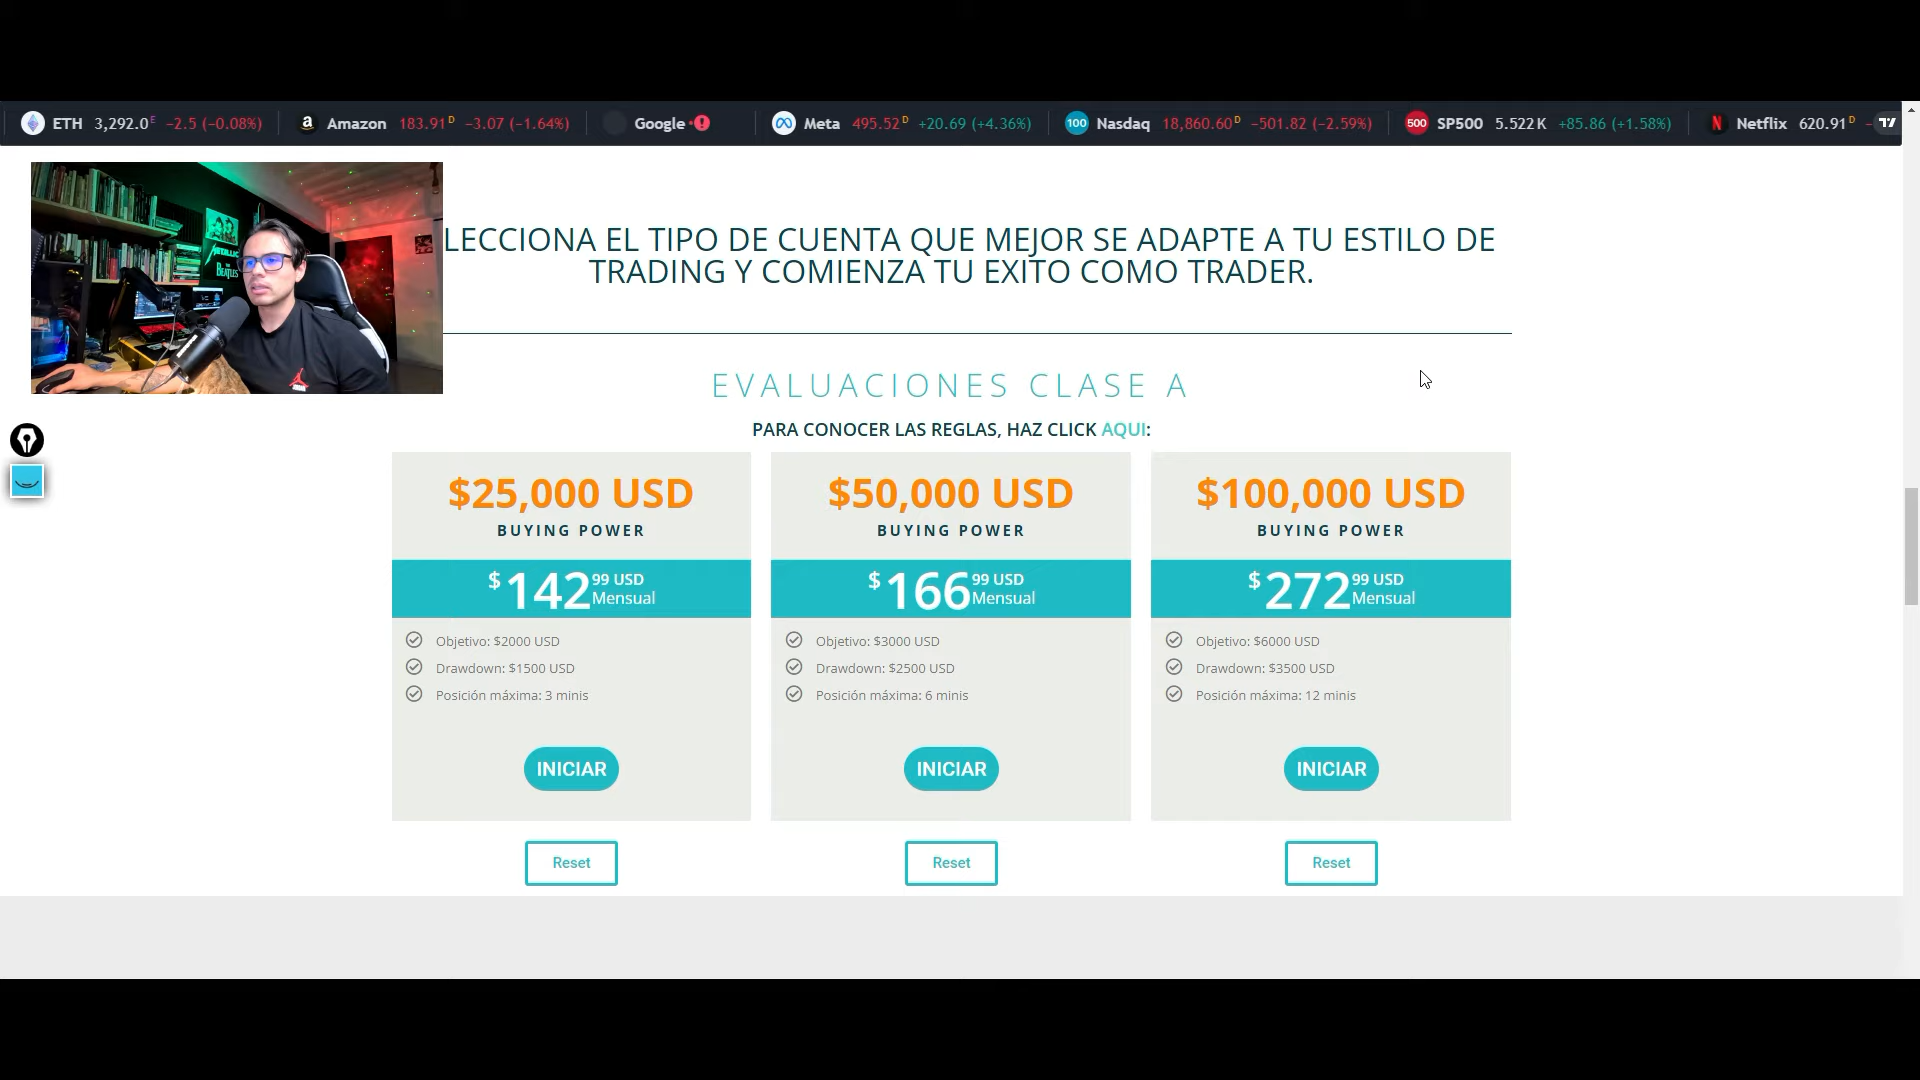 ETH 3,292.0 E −2.5 (−0.08%) a Amazon 183.91 D −3.07 (−1.64%) Google Meta 495.52 D +20.69 (+4.36%) 100 Nasdaq 18,860.60 D −501.82 (−2.59%) 500 SP500 5.522 K +85.86 (+1.58%) N Netflix 620.91 D −
METALLICA
THE BEATLES
LECCIONA EL TIPO DE CUENTA QUE MEJOR SE ADAPTE A TU ESTILO DE
TRADING Y COMIENZA TU EXITO COMO TRADER.
EVALUACIONES CLASE A
PARA CONOCER LAS REGLAS, HAZ CLICK AQUI:
$25,000 USD
BUYING POWER
$142 99 USD
Mensual
Objetivo: $2000 USD
Drawdown: $1500 USD
Posición máxima: 3 minis
INICIAR
Reset
$50,000 USD
BUYING POWER
$166 99 USD
Mensual
Objetivo: $3000 USD
Drawdown: $2500 USD
Posición máxima: 6 minis
INICIAR
Reset
$100,000 USD
BUYING POWER
$272 99 USD
Mensual
Objetivo: $6000 USD
Drawdown: $3500 USD
Posición máxima: 12 minis
INICIAR
Reset